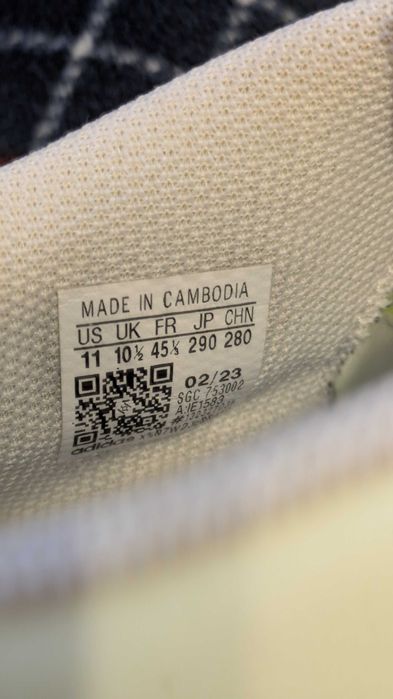 MADE IN CAMBODIA
US UK FR JP CHN
11 10½ 45⅓ 290 280
02/23
SGC 753002
adidas